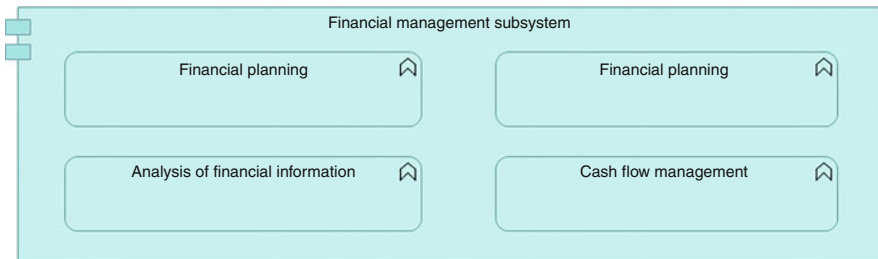 Financial management subsystem
Financial planning
Financial planning
Analysis of financial information
Cash flow management